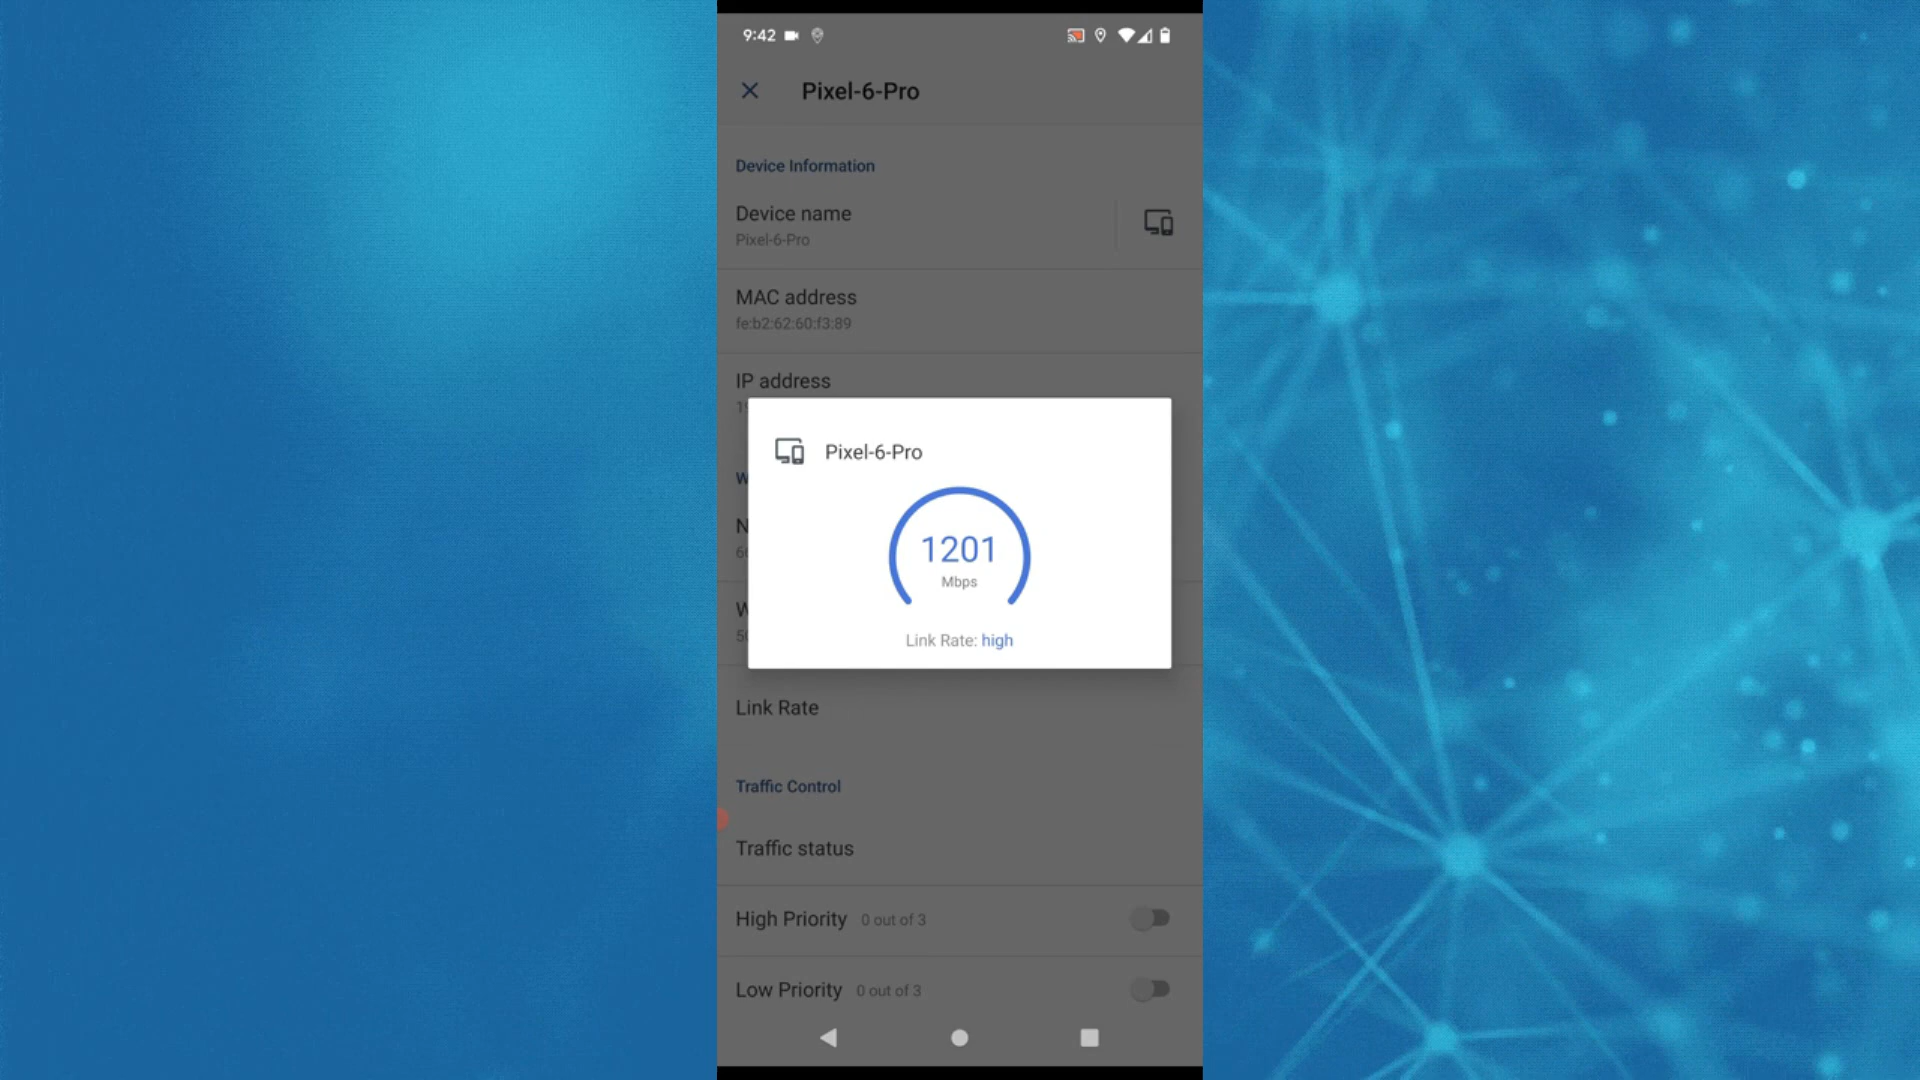 9:42
Pixel-6-Pro
Device Information
Device name
Pixel-6-Pro
MAC address
fe:b2:62:60:f3:89
IP address
Pixel-6-Pro
1201
Mbps
Link Rate: high
Link Rate
Traffic Control
Traffic status
High Priority 0 out of 3
Low Priority 0 out of 3